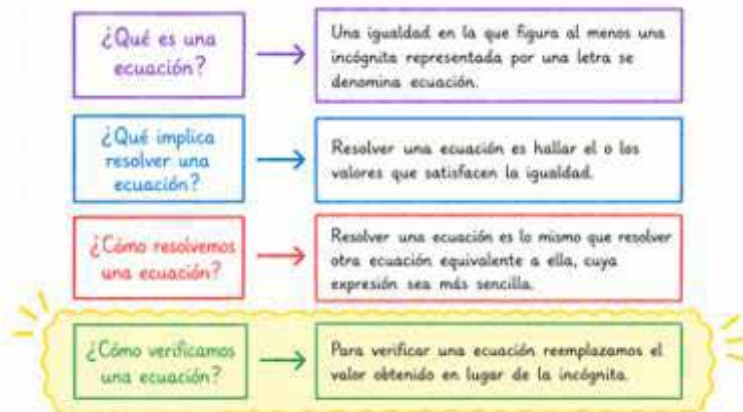 ¿Qué es una
ecuación?
Una igualdad en la que figura al menos una
incógnita representada por una letra se
denomina ecuación.
¿Qué implica
resolver una
ecuación?
Resolver una ecuación es hallar el o los
valores que satisfacen la igualdad.
¿Cómo resolvemos
una ecuación?
Resolver una ecuación es lo mismo que resolver
otra ecuación equivalente a ella, cuya
expresión sea más sencilla.
¿Cómo verificamos
una ecuación?
Para verificar una ecuación reemplazamos el
valor obtenido en lugar de la incógnita.